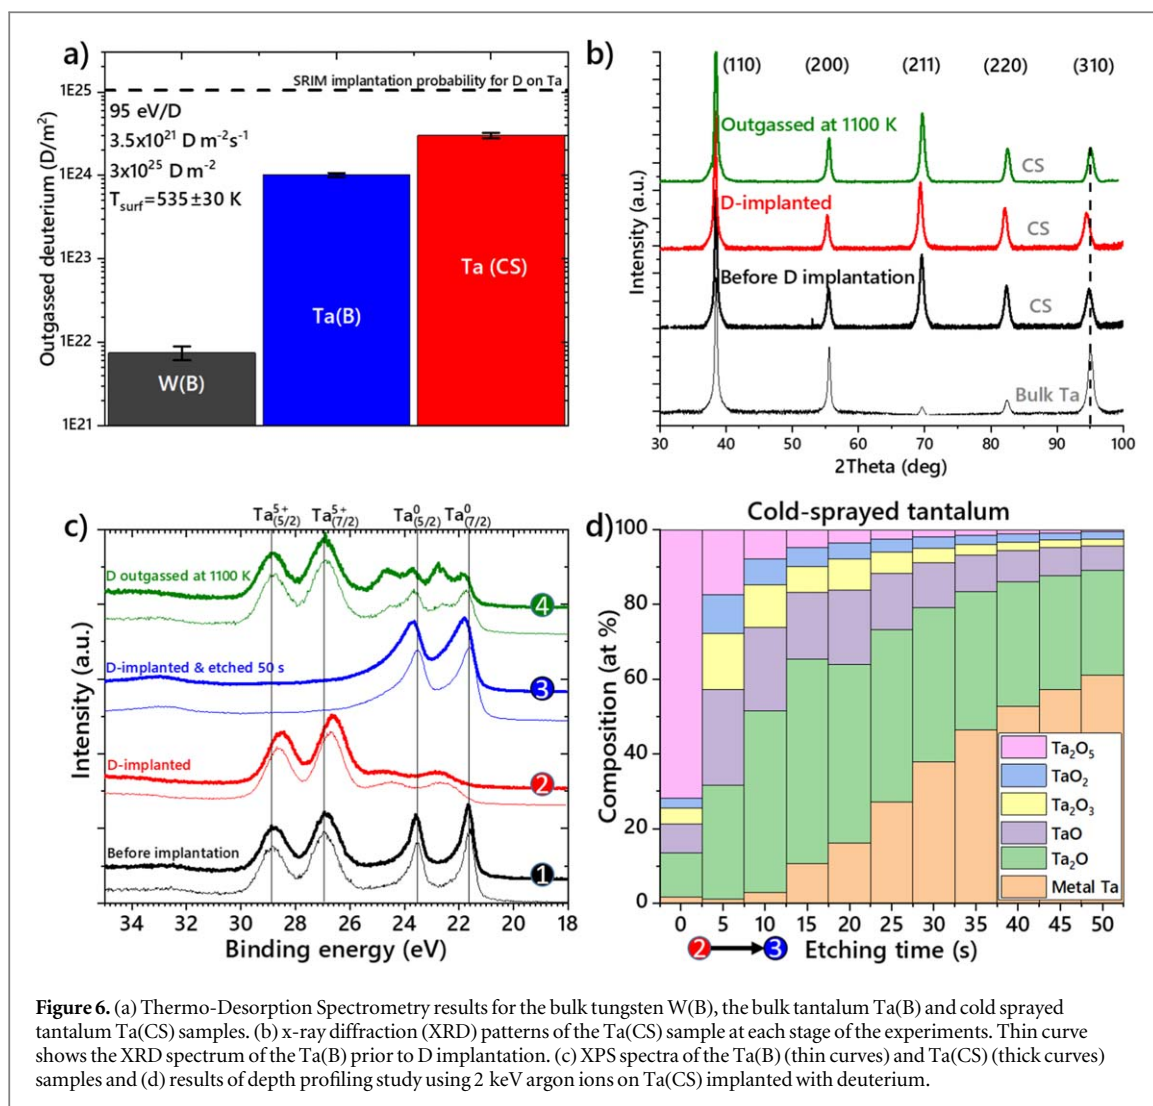 a)
SRIM implantation probability for D on Ta
95 eV/D
3.5x10²¹ D m⁻²s⁻¹
3x10²⁵ D m⁻²
T_surf=535±30 K
W(B)
Ta(B)
Ta (CS)
1E25
1E24
1E23
1E22
1E21
Outgassed deuterium (D/m²)
b)
(110) (200) (211) (220) (310)
Outgassed at 1100 K
CS
D-implanted
CS
Before D implantation
CS
Bulk Ta
Intensity (a.u.)
30 40 50 60 70 80 90 100
2Theta (deg)
c)
Ta⁵⁺(5/2) Ta⁵⁺(7/2) Ta⁰(5/2) Ta⁰(7/2)
D outgassed at 1100 K
4
D-implanted & etched 50 s
3
D-implanted
2
Before implantation
1
Intensity (a.u.)
34 32 30 28 26 24 22 20 18
Binding energy (eV)
d)
Cold-sprayed tantalum
100
80
60
40
20
0
Composition (at %)
Ta₂O₅
TaO₂
Ta₂O₃
TaO
Ta₂O
Metal Ta
0 5 10 15 20 25 30 35 40 45 50
2 3 Etching time (s)
Figure 6. (a) Thermo-Desorption Spectrometry results for the bulk tungsten W(B), the bulk tantalum Ta(B) and cold sprayed
tantalum Ta(CS) samples. (b) x-ray diffraction (XRD) patterns of the Ta(CS) sample at each stage of the experiments. Thin curve
shows the XRD spectrum of the Ta(B) prior to D implantation. (c) XPS spectra of the Ta(B) (thin curves) and Ta(CS) (thick curves)
samples and (d) results of depth profiling study using 2 keV argon ions on Ta(CS) implanted with deuterium.